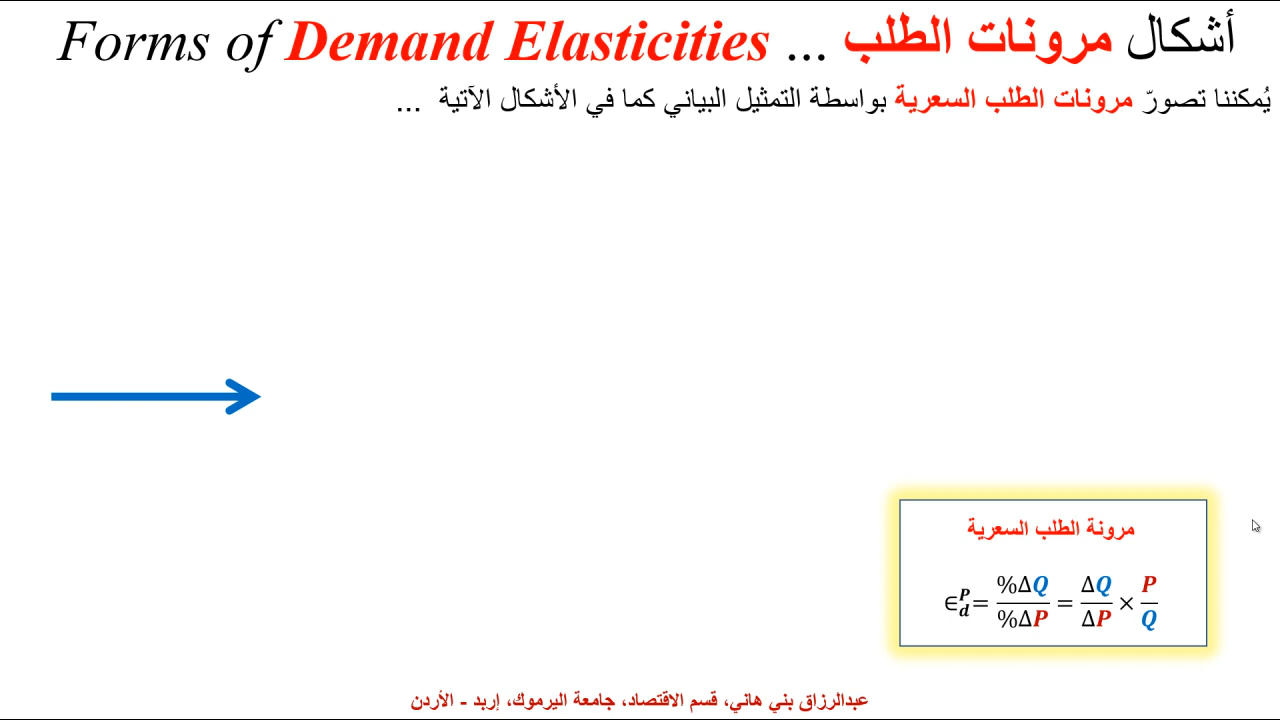 أشكال مرونات الطلب ... Forms of Demand Elasticities
يُمكننا تصورّ مرونات الطلب السعرية بواسطة التمثيل البياني كما في الأشكال الآتية ...
مرونة الطلب السعرية
∈_d^P = %ΔQ / %ΔP = ΔQ / ΔP × P / Q
عبدالرزاق بني هاني، قسم الاقتصاد، جامعة اليرموك، إربد - الأردن